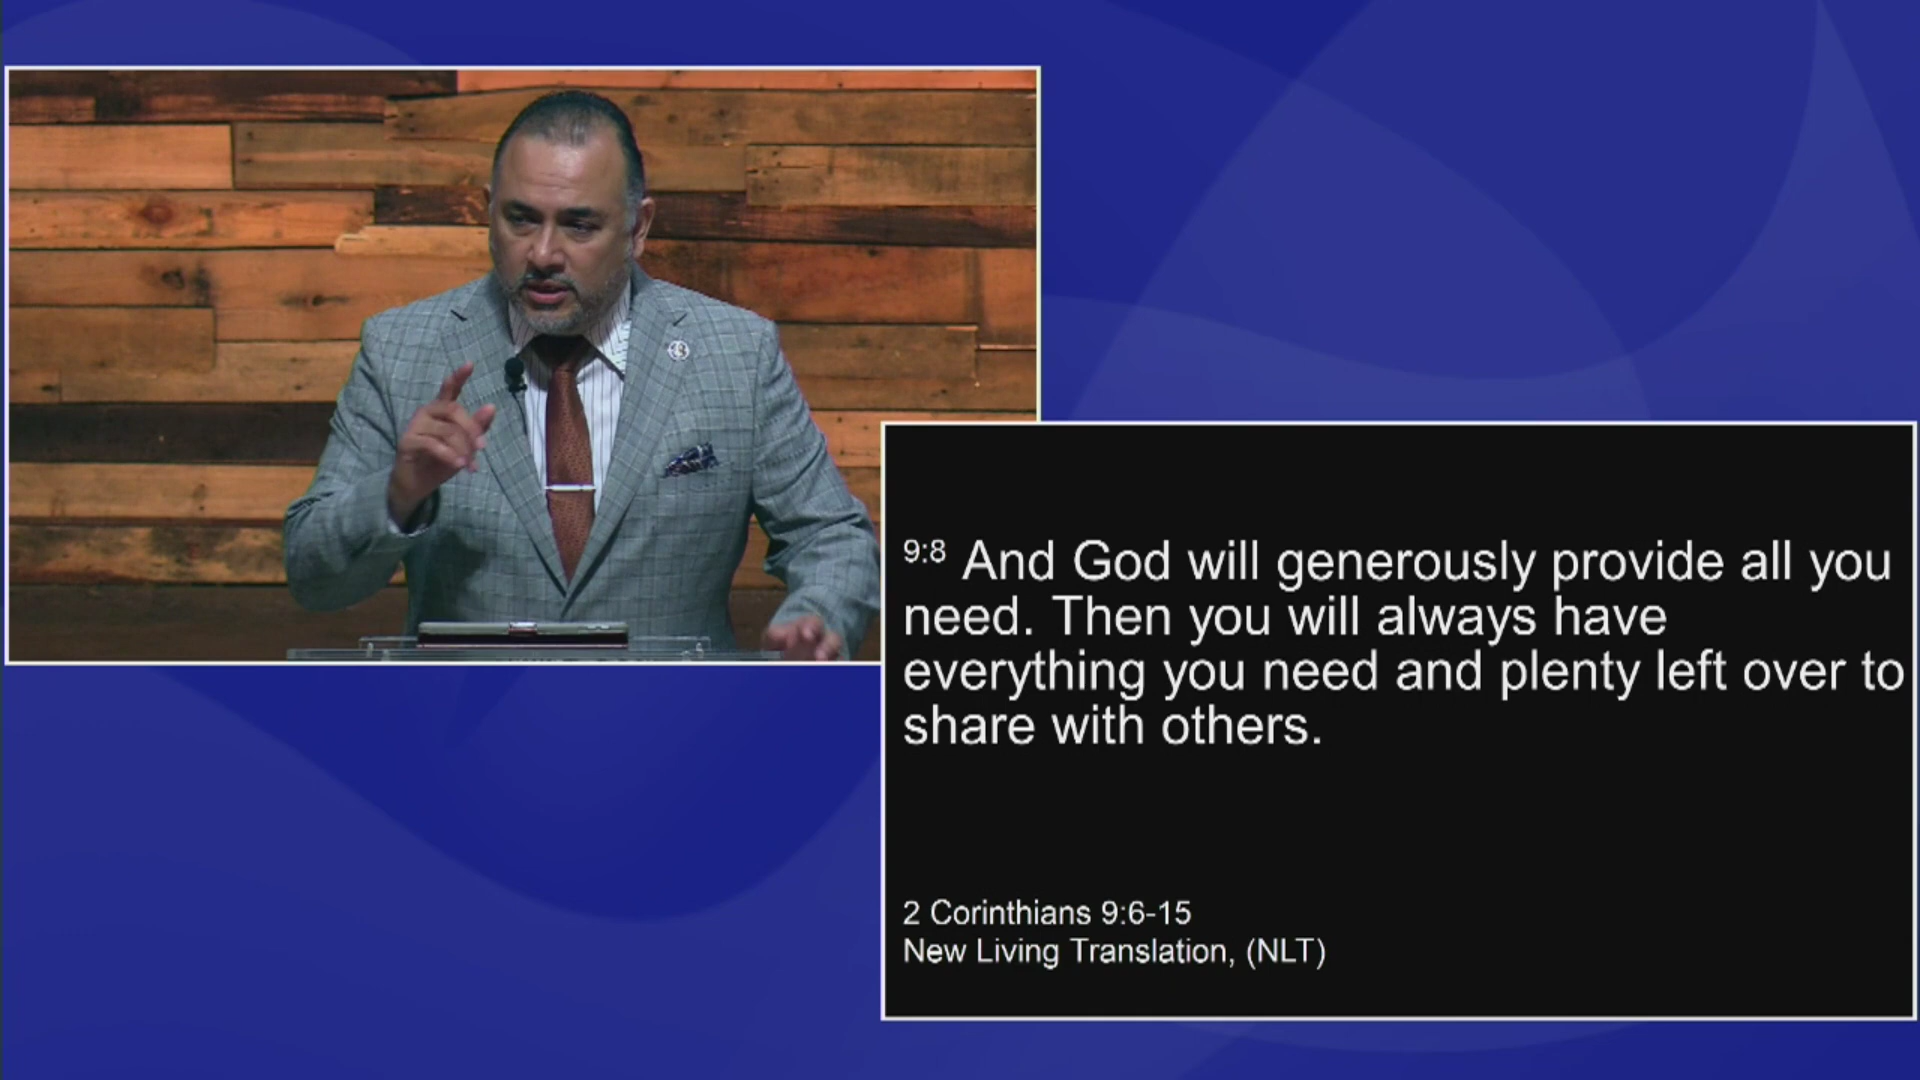 9:8 And God will generously provide all you
need. Then you will always have
everything you need and plenty left over to
share with others.
2 Corinthians 9:6-15
New Living Translation, (NLT)